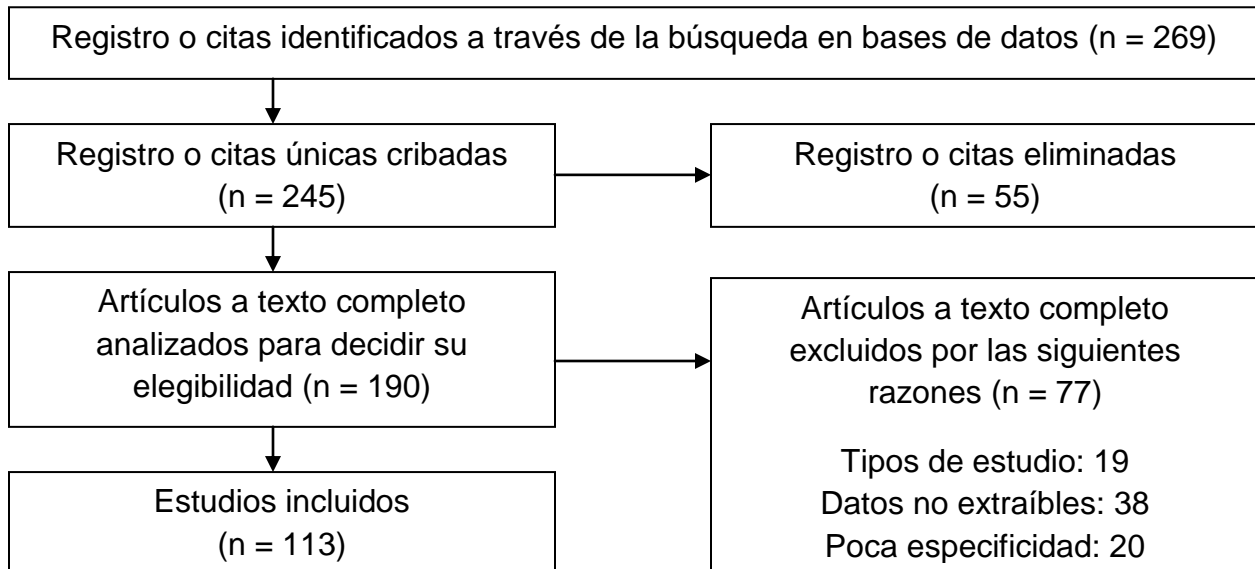 Registro o citas identificados a través de la búsqueda en bases de datos (n = 269)
Registro o citas únicas cribadas
(n = 245)
Registro o citas eliminadas
(n = 55)
Artículos a texto completo
analizados para decidir su
elegibilidad (n = 190)
Artículos a texto completo
excluidos por las siguientes
razones (n = 77)
Tipos de estudio: 19
Datos no extraíbles: 38
Poca especificidad: 20
Estudios incluidos
(n = 113)